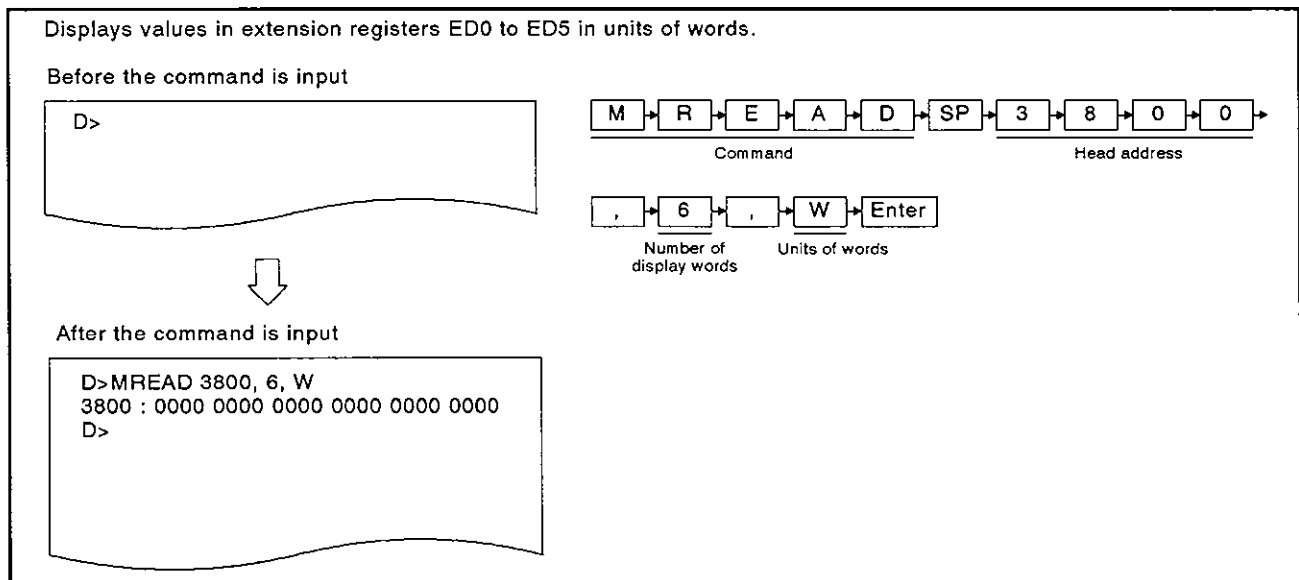 Displays values in extension registers ED0 to ED5 in units of words.
Before the command is input
D>
M R E A D SP 3 8 0 0
Command Head address
, 6 , W Enter
Number of display words Units of words
After the command is input
D>MREAD 3800, 6, W
3800 : 0000 0000 0000 0000 0000 0000
D>